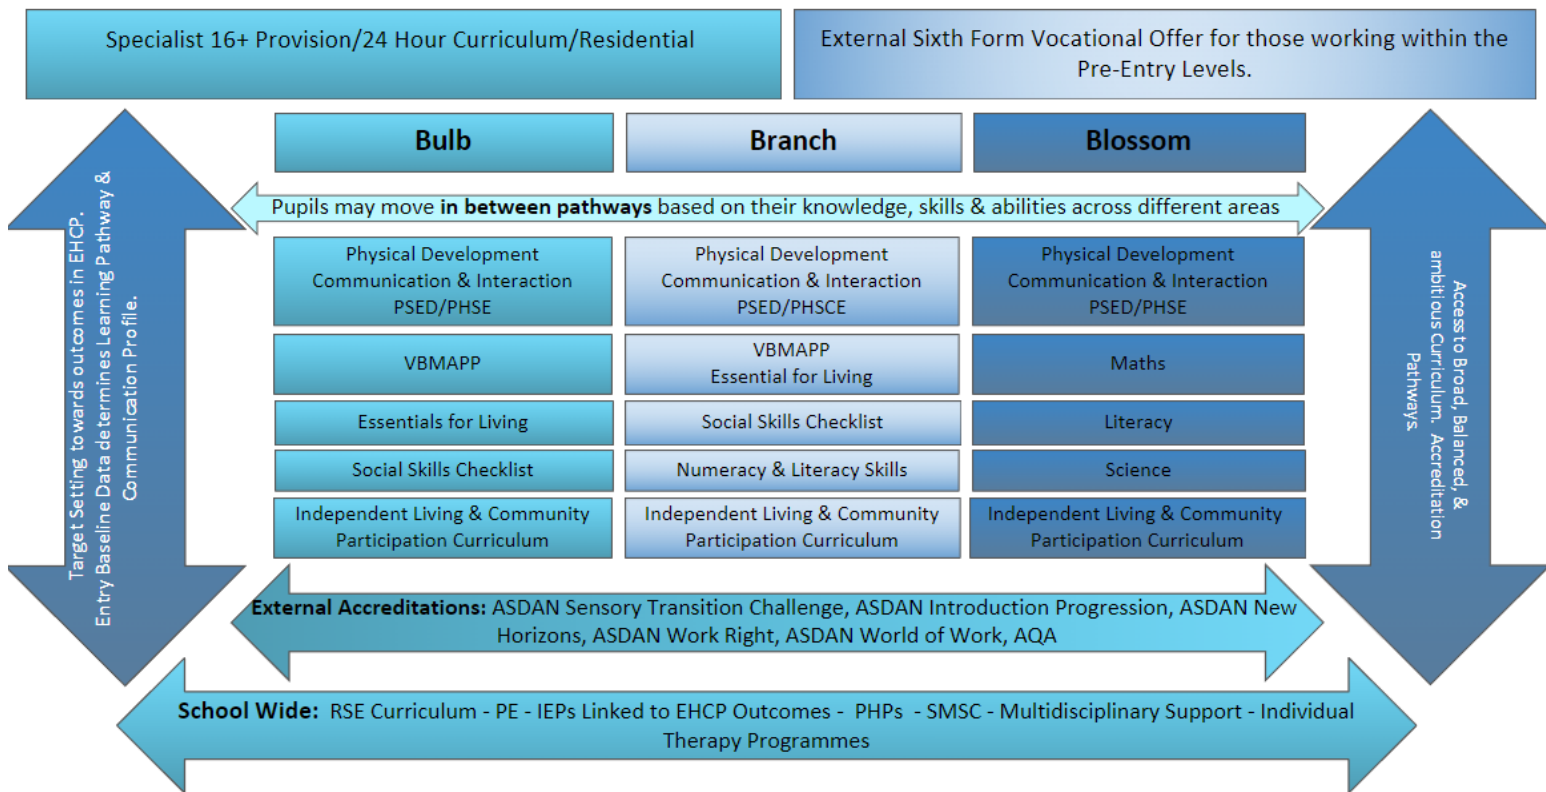 Specialist 16+ Provision/24 Hour Curriculum/Residential
External Sixth Form Vocational Offer for those working within the
Pre-Entry Levels.
Target Setting towards outcomes in EHCP.
Entry Baseline Data determines Learning Pathway &
Communication Profile.
Bulb
Branch
Blossom
Pupils may move in between pathways based on their knowledge, skills & abilities across different areas
Physical Development
Communication & Interaction
PSED/PHSE
Physical Development
Communication & Interaction
PSED/PHSCE
Physical Development
Communication & Interaction
PSED/PHSE
VBMAPP
VBMAPP
Essential for Living
Maths
Essentials for Living
Social Skills Checklist
Literacy
Social Skills Checklist
Numeracy & Literacy Skills
Science
Independent Living & Community
Participation Curriculum
Independent Living & Community
Participation Curriculum
Independent Living & Community
Participation Curriculum
Access to Broad, Balanced, &
ambitious Curriculum. Accreditation
Pathways.
External Accreditations: ASDAN Sensory Transition Challenge, ASDAN Introduction Progression, ASDAN New
Horizons, ASDAN Work Right, ASDAN World of Work, AQA
School Wide: RSE Curriculum - PE - IEPs Linked to EHCP Outcomes - PHPs - SMSC - Multidisciplinary Support - Individual
Therapy Programmes